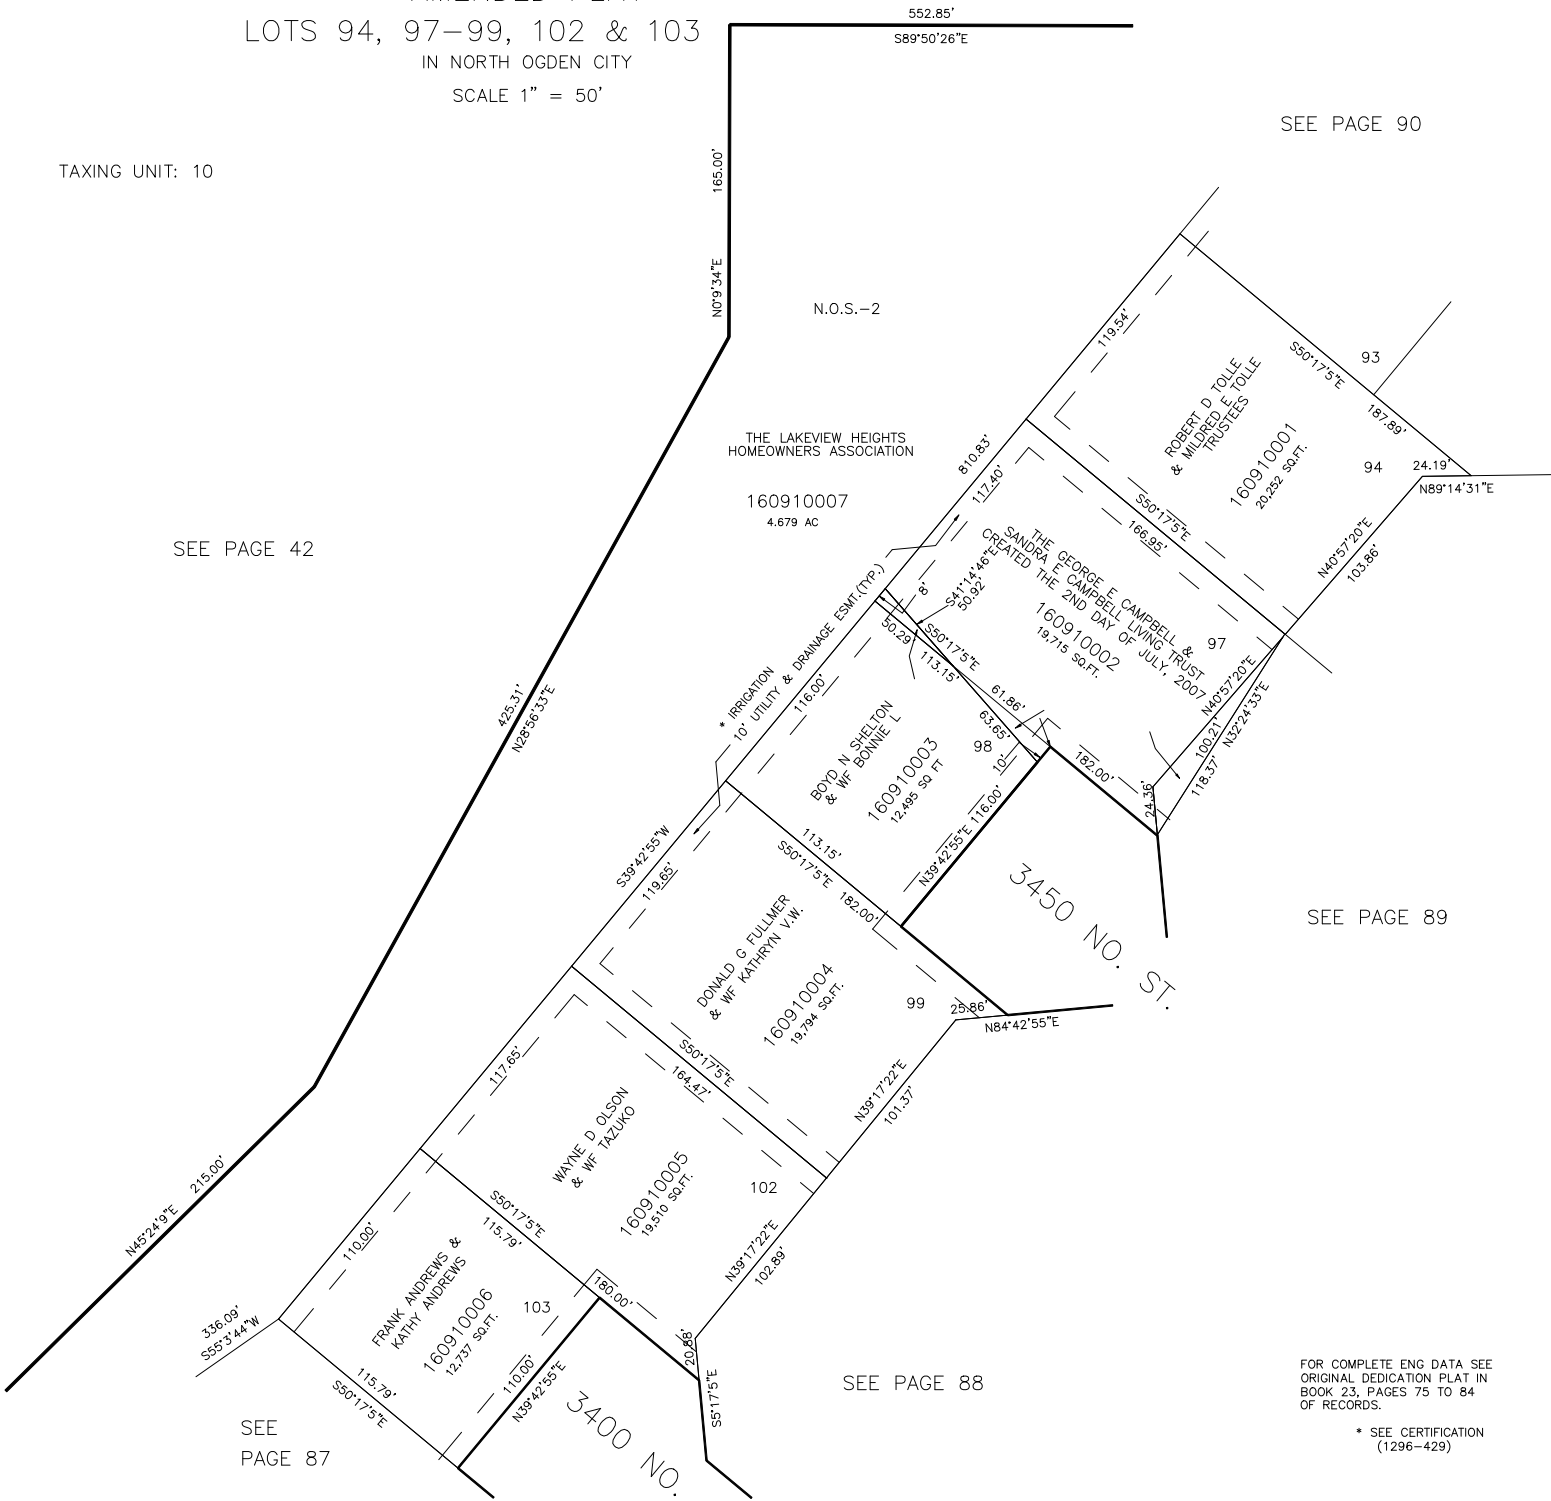 LOTS 94, 97-99, 102 & 103
IN NORTH OGDEN CITY
SCALE 1" = 50'
TAXING UNIT: 10
552.85'
S89°50'26"E
SEE PAGE 90
165.00'
N0°9'34"E
N.O.S.-2
THE LAKEVIEW HEIGHTS
HOMEOWNERS ASSOCIATION
160910007
4.679 AC
SEE PAGE 42
425.31'
N28°56'33"E
215.00'
N45°24'9"E
336.09'
S55°3'44"W
810.83'
S39°42'55"W
* IRRIGATION
10' UTILITY & DRAINAGE ESMT.(TYP.)
119.54'
S50°17'5"E
187.89'
93
ROBERT D TOLLE
& MILDRED E TOLLE
TRUSTEES
160910001
20,252 SQ.FT.
94
24.19'
N89°14'31"E
N40°57'20"E
103.86'
117.40'
S50°17'5"E
166.95'
THE GEORGE E CAMPBELL &
SANDRA E CAMPBELL LIVING TRUST
CREATED THE 2ND DAY OF JULY, 2007
160910002
19,715 SQ.FT.
97
N40°57'20"E
100.21'
N32°24'33"E
118.37'
24.36'
182.00'
8'
S41°14'46"E
50.92'
50.29'
S50°17'5"E
113.15'
61.86'
63.65'
10'
116.00'
BOYD N SHELTON
& WF BONNIE L
160910003
12,495 SQ FT
98
N39°42'55"E 116.00'
3450 NO. ST.
SEE PAGE 89
113.15'
S50°17'5"E
182.00'
119.65'
DONALD G FULLMER
& WF KATHRYN V.W.
160910004
19,794 SQ.FT.
99
25.86'
N84°42'55"E
N39°17'22"E
101.37'
S50°17'5"E
164.47'
117.65'
WAYNE D OLSON
& WF TAZUKO
160910005
19,510 SQ.FT.
102
N39°17'22"E
102.89'
S50°17'5"E
115.79'
180.00'
20.88'
S5°17'5"E
110.00'
FRANK ANDREWS &
KATHY ANDREWS
160910006
12,737 SQ.FT.
103
110.00'
N39°42'55"E
115.79'
S50°17'5"E
3400 NO.
SEE PAGE 88
SEE
PAGE 87
FOR COMPLETE ENG DATA SEE
ORIGINAL DEDICATION PLAT IN
BOOK 23, PAGES 75 TO 84
OF RECORDS.
* SEE CERTIFICATION
(1296-429)